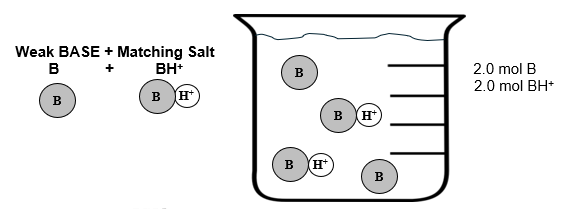 Weak BASE + Matching Salt
B + BH⁺
B
B H⁺
B
B H⁺
B H⁺
B
2.0 mol B
2.0 mol BH⁺